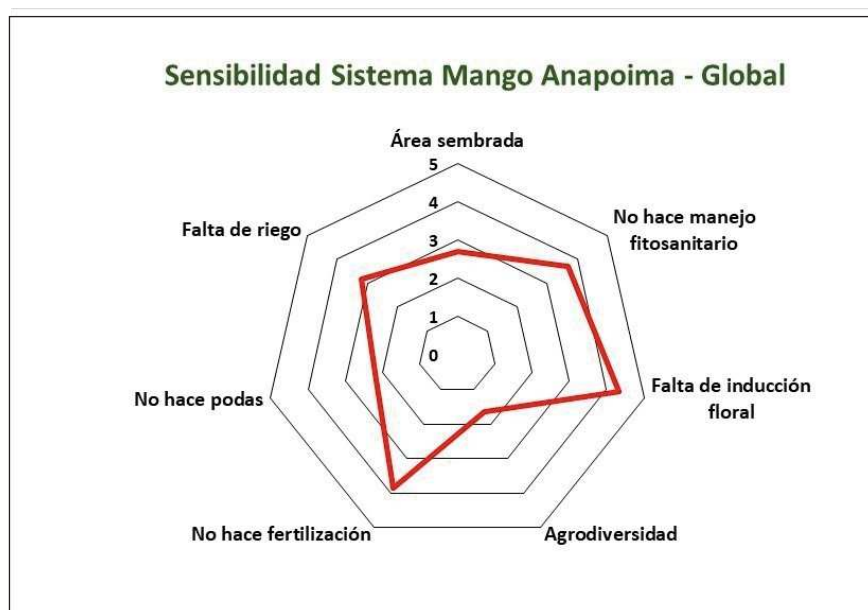 Sensibilidad Sistema Mango Anapoima - Global
Área sembrada
5
4
3
2
1
0
No hace manejo
fitosanitario
Falta de inducción
floral
Agrodiversidad
No hace fertilización
No hace podas
Falta de riego